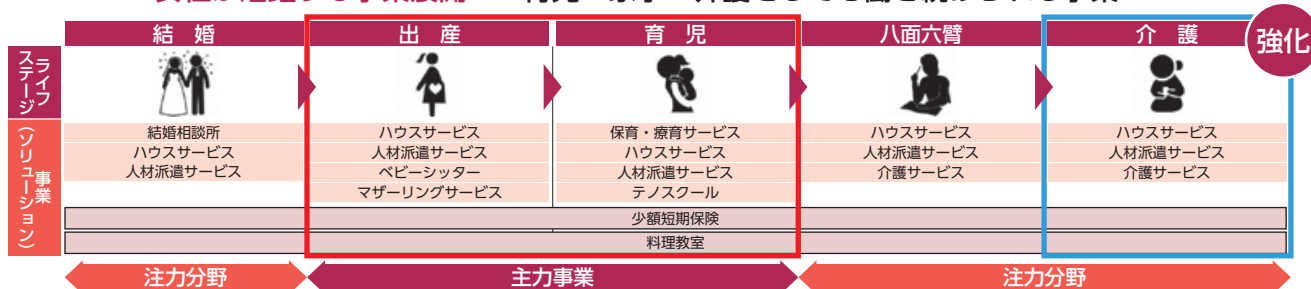 結婚
出産
育児
八面六臂
介護
強化
ライフ
ステージ
結婚相談所
ハウスサービス
人材派遣サービス
ハウスサービス
人材派遣サービス
ベビーシッター
マザーリングサービス
保育・療育サービス
ハウスサービス
人材派遣サービス
テノスクール
ハウスサービス
人材派遣サービス
介護サービス
ハウスサービス
人材派遣サービス
介護サービス
事業
(ソリューション)
少額短期保険
料理教室
注力分野
主力事業
注力分野